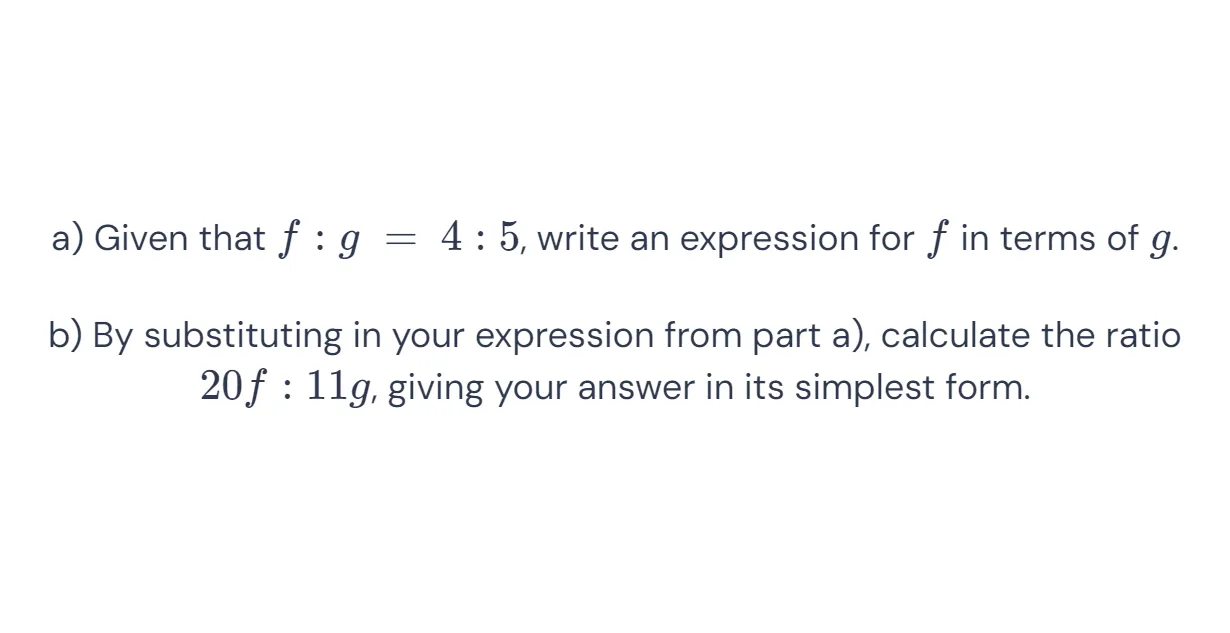 a) Given that f : g = 4 : 5, write an expression for f in terms of g.
b) By substituting in your expression from part a), calculate the ratio
20f : 11g, giving your answer in its simplest form.